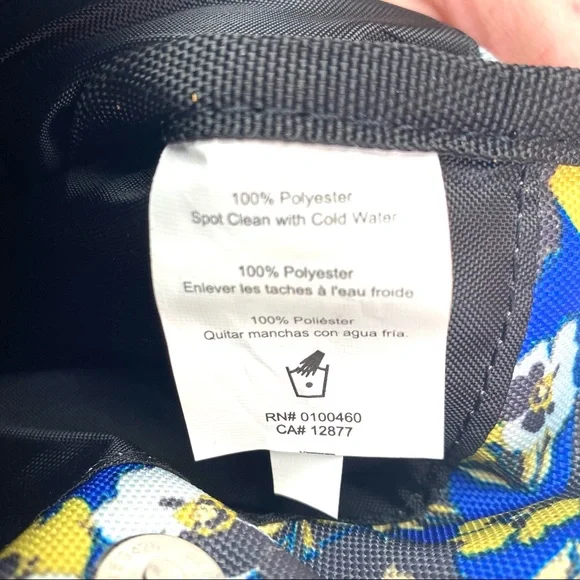 100% Polyester
Spot Clean with Cold Water
100% Polyester
Enlever les taches à l'eau froide
100% Poliéster
Quitar manchas con agua fría.
RN# 0100460
CA# 12877